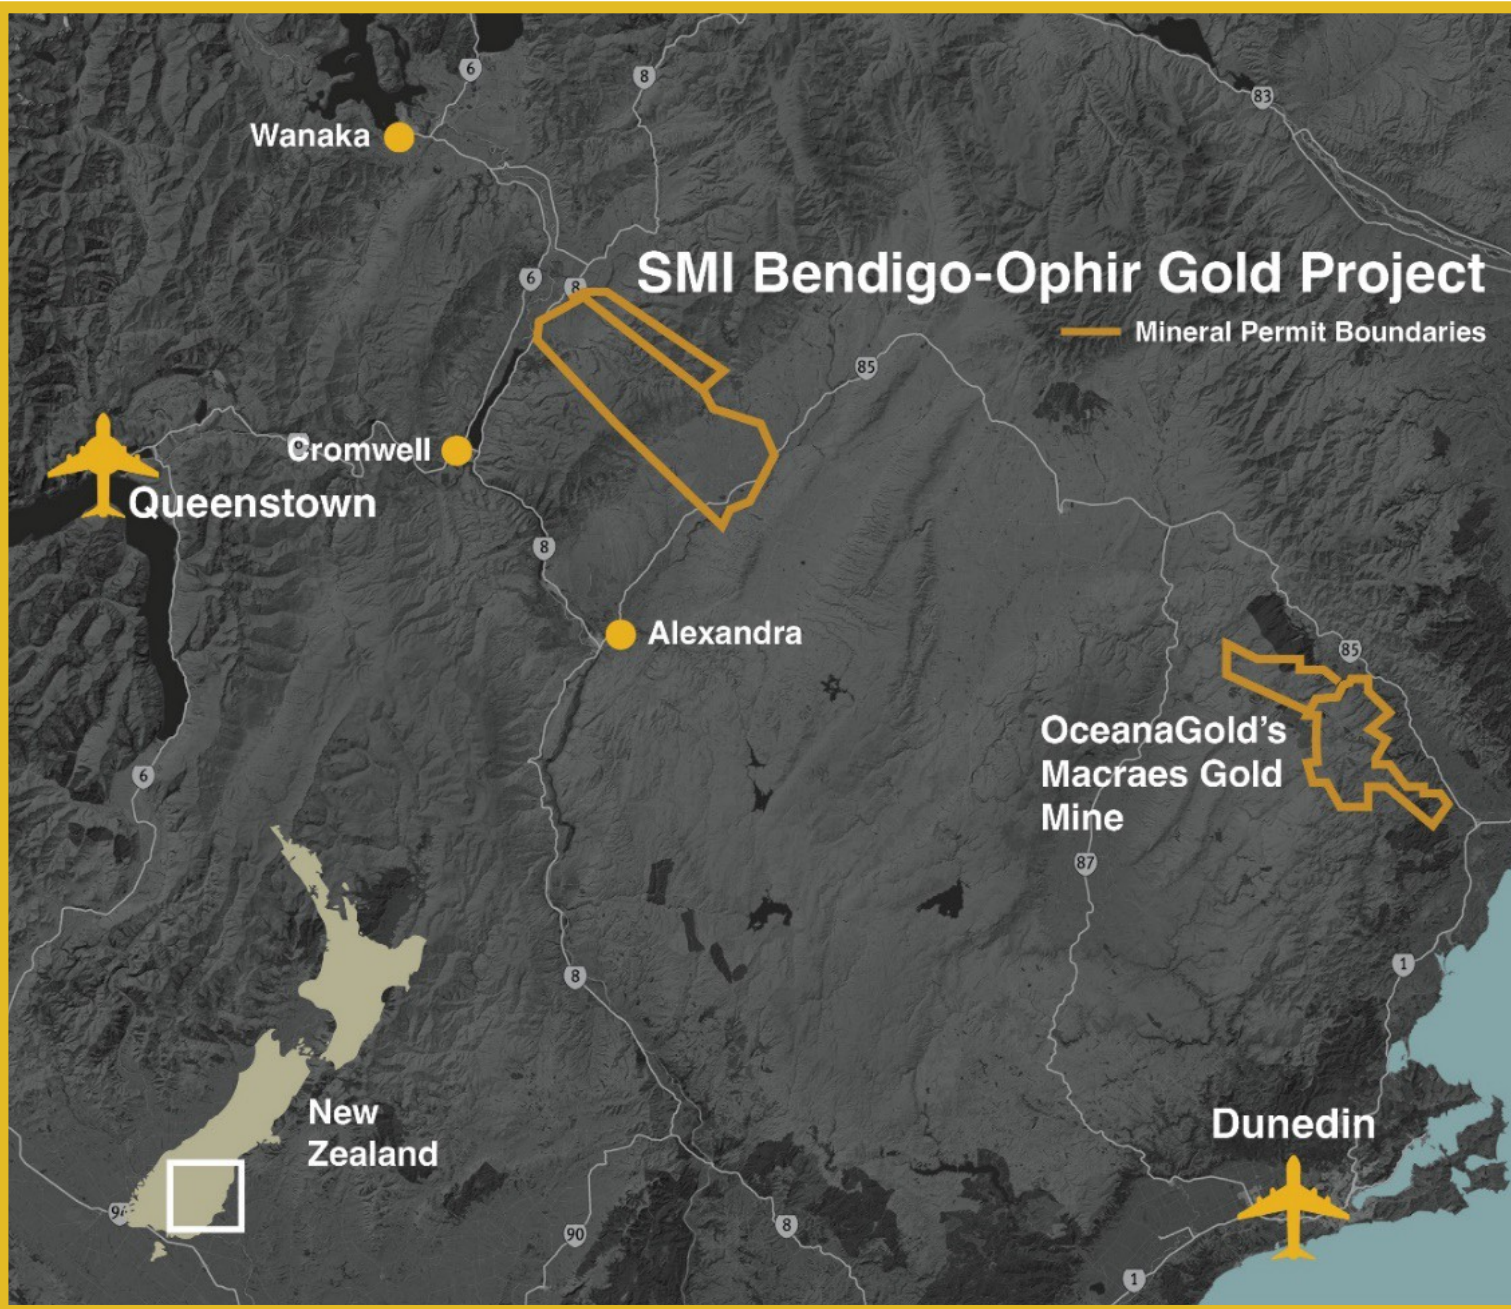 6
8
83
Wanaka
6
8
SMI Bendigo-Ophir Gold Project
Mineral Permit Boundaries
85
Cromwell
Queenstown
8
Alexandra
85
OceanaGold's
Macraes Gold
Mine
6
87
8
1
New
Zealand
Dunedin
90
8
1